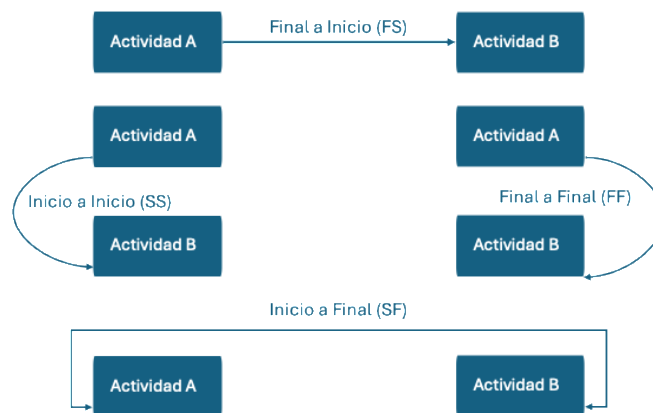 Final a Inicio (FS)
Actividad A
Actividad B
Actividad A
Actividad A
Inicio a Inicio (SS)
Final a Final (FF)
Actividad B
Actividad B
Inicio a Final (SF)
Actividad A
Actividad B